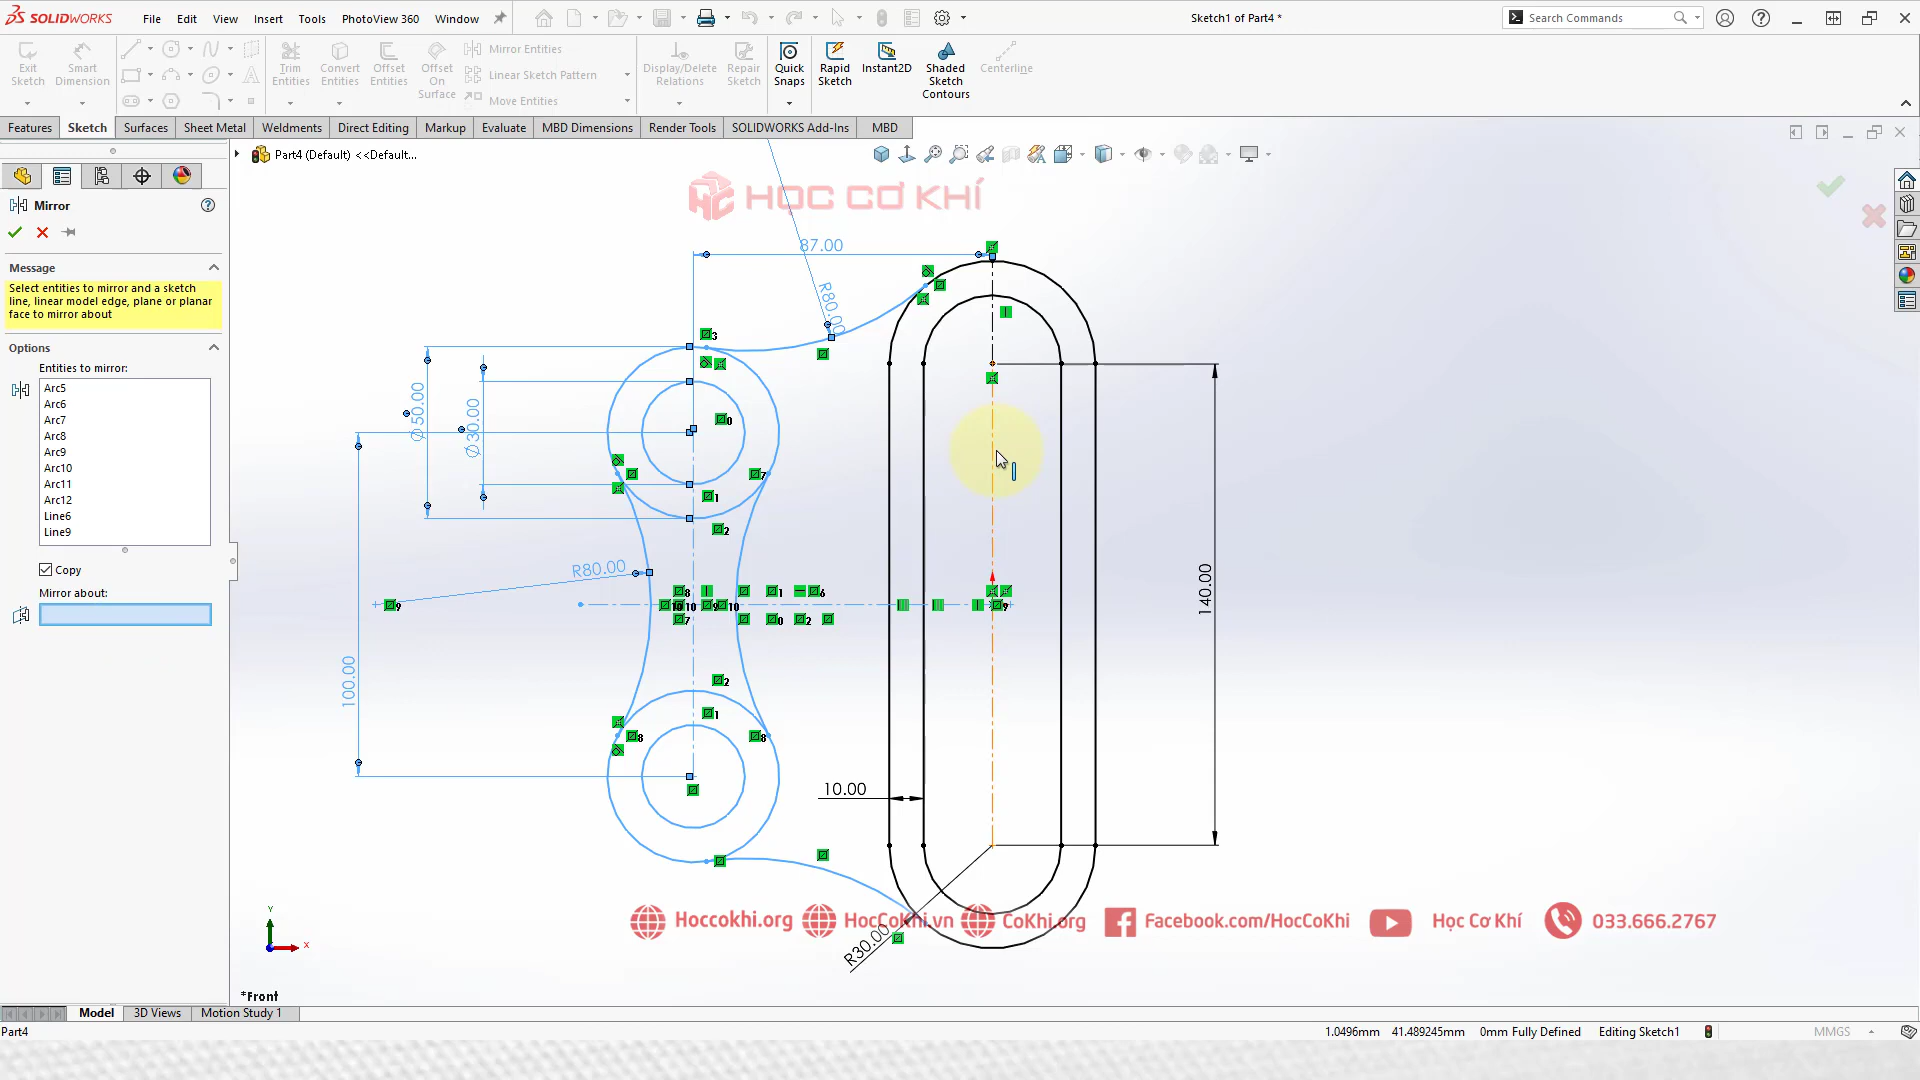 SOLIDWORKS File Edit View Insert Tools PhotoView 360 Window Sketch1 of Part4 * Search Commands
Exit Sketch Smart Dimension Trim Entities Convert Entities Offset Entities Offset On Surface Mirror Entities Linear Sketch Pattern Move Entities Display/Delete Relations Repair Sketch Quick Snaps Rapid Sketch Instant2D Shaded Sketch Contours Centerline
Features Sketch Surfaces Sheet Metal Weldments Direct Editing Markup Evaluate MBD Dimensions Render Tools SOLIDWORKS Add-Ins MBD
Part4 (Default) <<Default...
HỌC CƠ KHÍ
Mirror
Message
Select entities to mirror and a sketch
line, linear model edge, plane or planar
face to mirror about
Options
Entities to mirror:
Arc5
Arc6
Arc7
Arc8
Arc9
Arc10
Arc11
Arc12
Line6
Line9
Copy
Mirror about:
87.00
R80.00
Ø50.00
Ø30.00
R80.00
100.00
140.00
10.00
R30.00
Hoccokhi.org HocCoKhi.vn CoKhi.org Facebook.com/HocCoKhi Học Cơ Khí 033.666.2767
Y
X
*Front
Model 3D Views Motion Study 1
Part4 1.0496mm 41.489245mm 0mm Fully Defined Editing Sketch1 MMGS